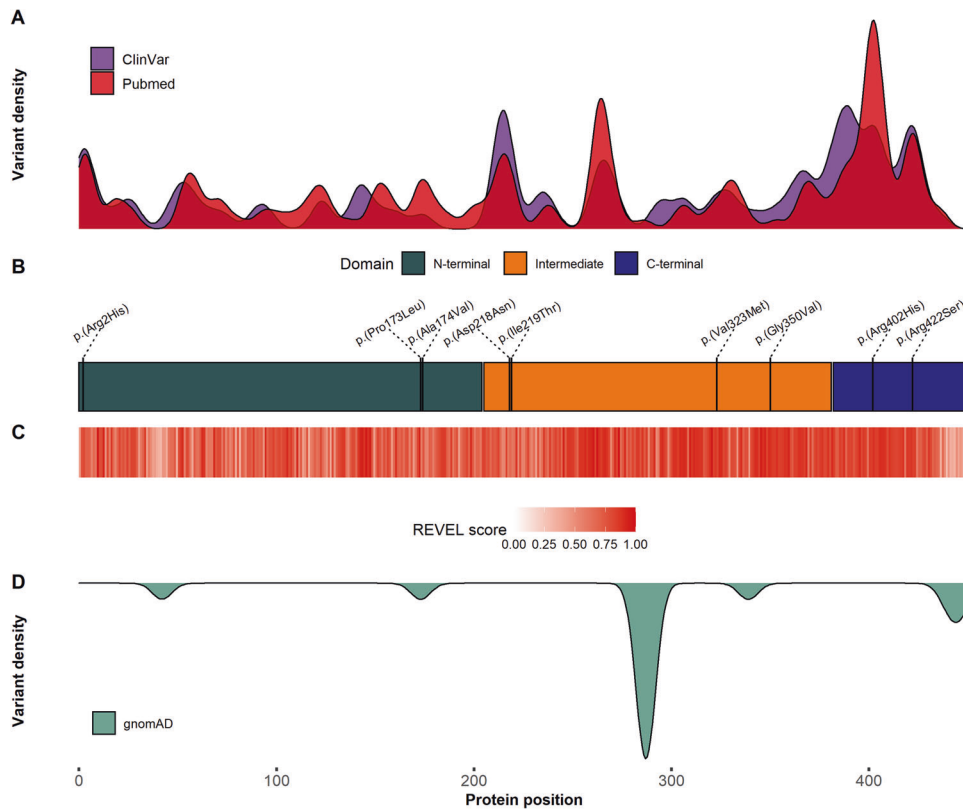 A
ClinVar
Pubmed
Variant density
B
Domain N-terminal Intermediate C-terminal
p.(Arg2His) p.(Pro173Leu) p.(Ala174Val) p.(Asp218Asn) p.(Ile219Thr) p.(Val323Met) p.(Gly350Val) p.(Arg402His) p.(Arg422Ser)
C
REVEL score
0.00 0.25 0.50 0.75 1.00
D
Variant density
gnomAD
0 100 200 300 400
Protein position